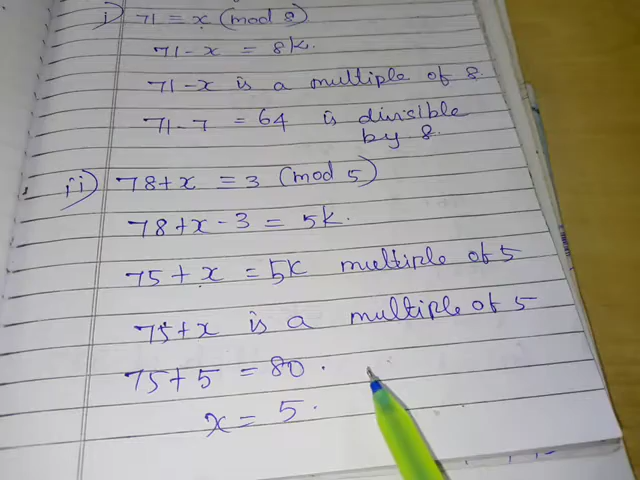 i) 71 = x (mod 8)
71 - x = 8k.
71 - x is a multiple of 8.
71 - 7 = 64 is divisible
by 8.
ii) 78 + x = 3 (mod 5)
78 + x - 3 = 5k.
75 + x = 5k multiple of 5
75 + x is a multiple of 5
75 + 5 = 80.
x = 5.